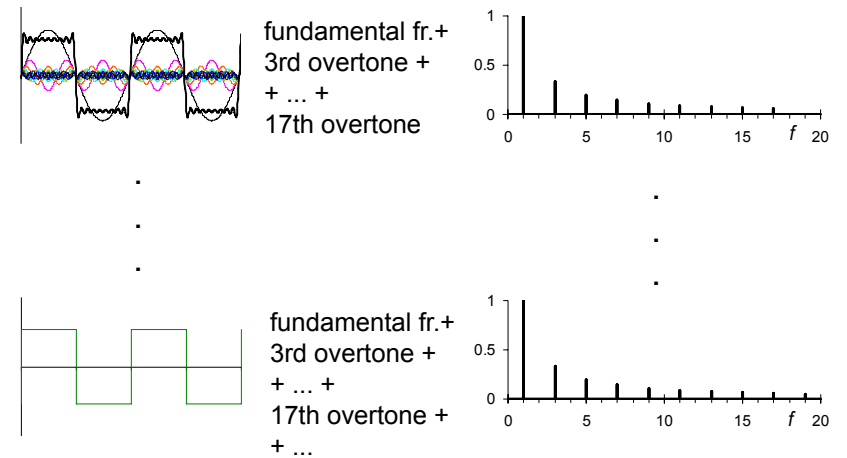 fundamental fr.+
3rd overtone +
+ ... +
17th overtone
1
0.5
0
0 5 10 15 f 20
.
.
.
.
.
.
fundamental fr.+
3rd overtone +
+ ... +
17th overtone +
+ ...
1
0.5
0
0 5 10 15 f 20